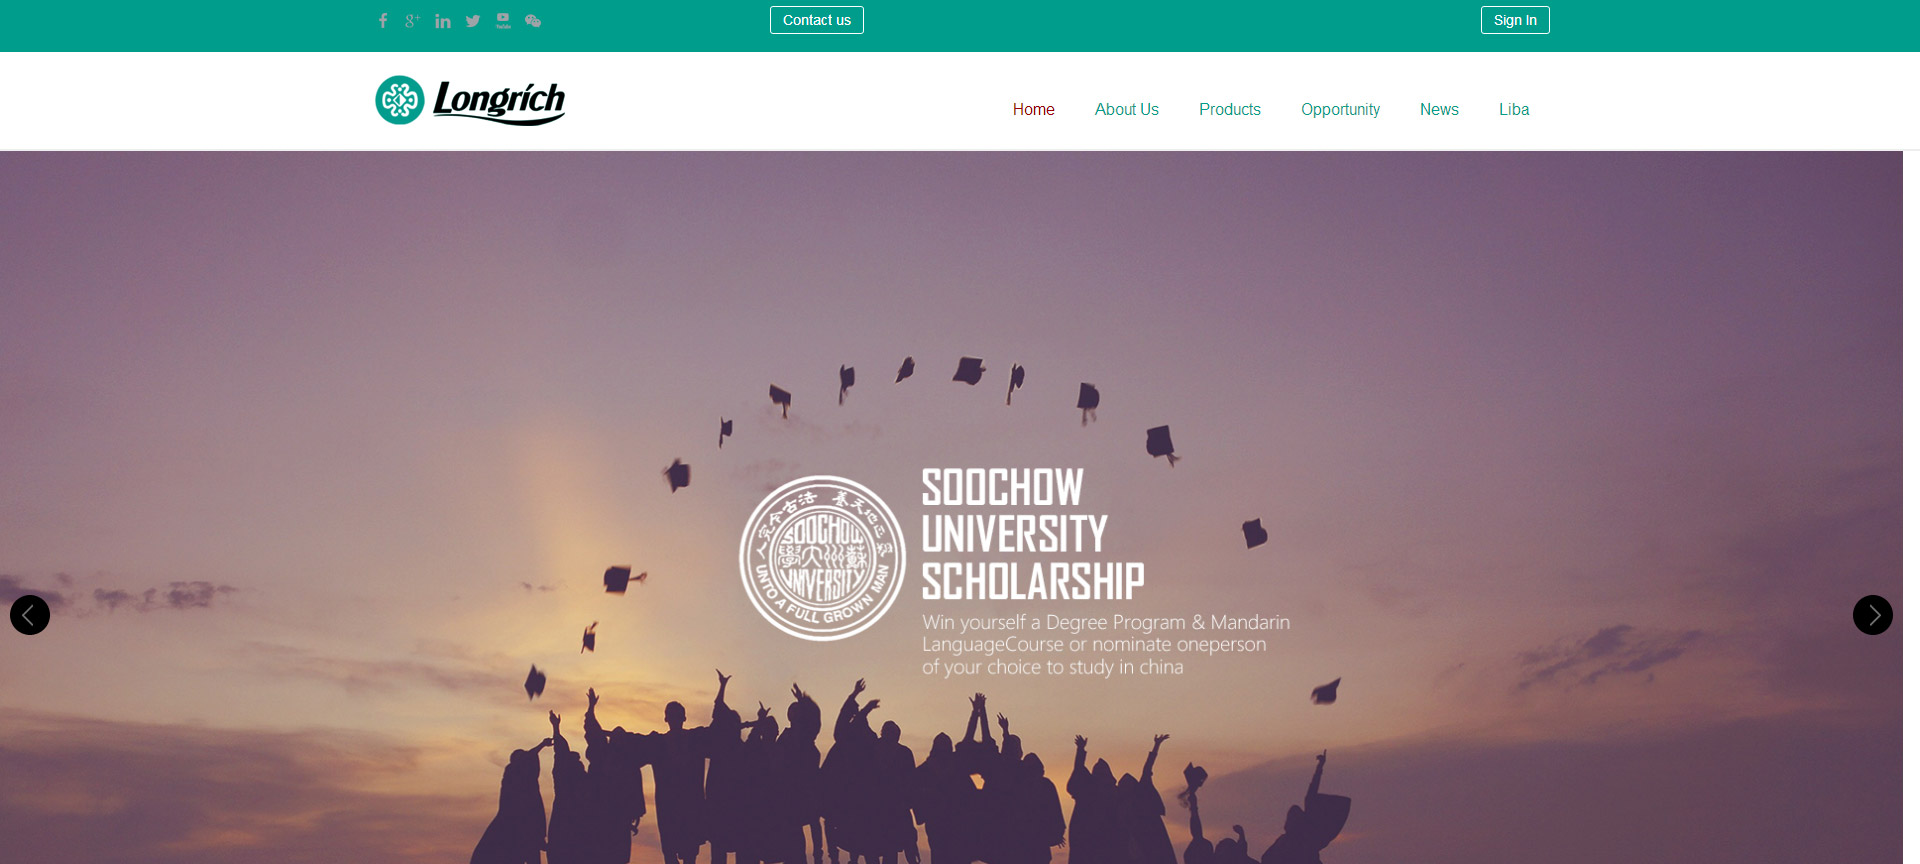 Contact us
Sign In
Longrich
Home
About Us
Products
Opportunity
News
Liba
SOOCHOW
UNIVERSITY
SCHOLARSHIP
Win yourself a Degree Program & Mandarin
LanguageCourse or nominate oneperson
of your choice to study in china
SOOCHOW
UNIVERSITY
UNTO A FULL GROWN MAN